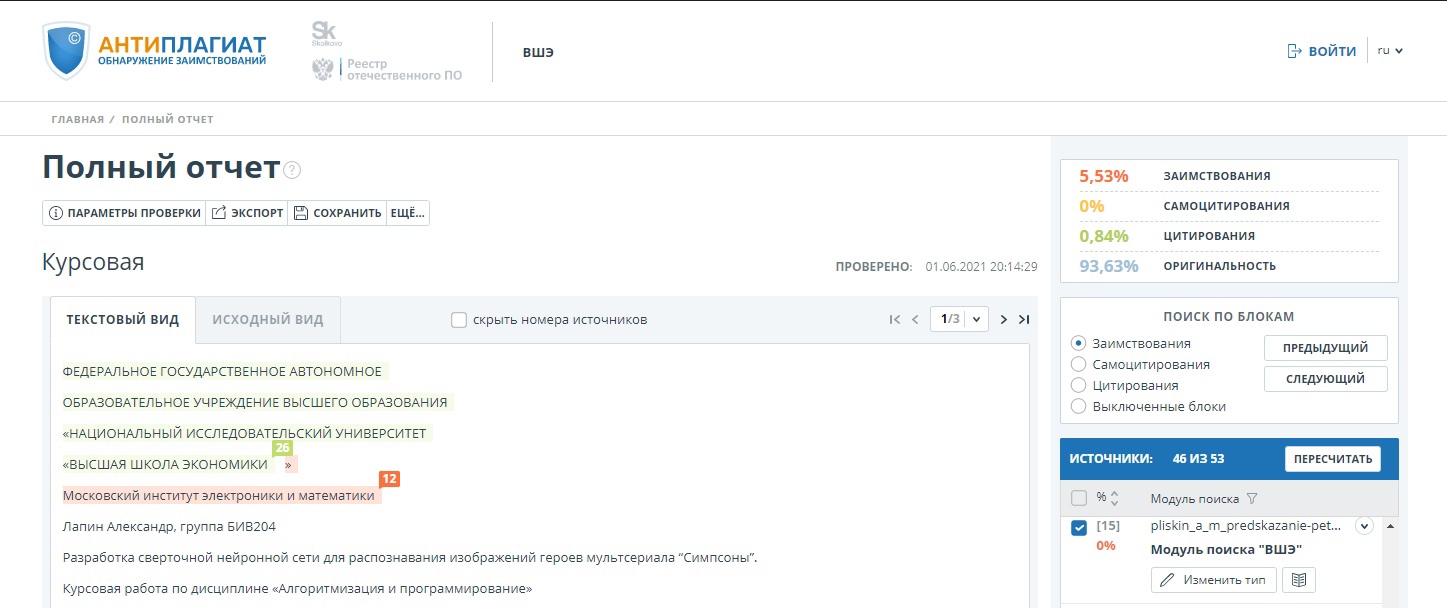 ©
АНТИПЛАГИАТ
ОБНАРУЖЕНИЕ ЗАИМСТВОВАНИЙ
Sk
Skolkovo
Реестр
отечественного ПО
ВШЭ
ВОЙТИ
ru
ГЛАВНАЯ / ПОЛНЫЙ ОТЧЕТ
Полный отчет ?
ПАРАМЕТРЫ ПРОВЕРКИ ЭКСПОРТ СОХРАНИТЬ ЕЩЁ...
Курсовая
ПРОВЕРЕНО: 01.06.2021 20:14:29
ТЕКСТОВЫЙ ВИД ИСХОДНЫЙ ВИД скрыть номера источников 1/3
ФЕДЕРАЛЬНОЕ ГОСУДАРСТВЕННОЕ АВТОНОМНОЕ
ОБРАЗОВАТЕЛЬНОЕ УЧРЕЖДЕНИЕ ВЫСШЕГО ОБРАЗОВАНИЯ
«НАЦИОНАЛЬНЫЙ ИССЛЕДОВАТЕЛЬСКИЙ УНИВЕРСИТЕТ
26
«ВЫСШАЯ ШКОЛА ЭКОНОМИКИ »
12
Московский институт электроники и математики
Лапин Александр, группа БИВ204
Разработка сверточной нейронной сети для распознавания изображений героев мультсериала “Симпсоны”.
Курсовая работа по дисциплине «Алгоритмизация и программирование»
5,53% ЗАИМСТВОВАНИЯ
0% САМОЦИТИРОВАНИЯ
0,84% ЦИТИРОВАНИЯ
93,63% ОРИГИНАЛЬНОСТЬ
ПОИСК ПО БЛОКАМ
Заимствования
Самоцитирования
Цитирования
Выключенные блоки
ПРЕДЫДУЩИЙ
СЛЕДУЮЩИЙ
ИСТОЧНИКИ: 46 ИЗ 53 ПЕРЕСЧИТАТЬ
% Модуль поиска
[15] pliskin_a_m_predskazanie-pet...
0% Модуль поиска "ВШЭ"
Изменить тип